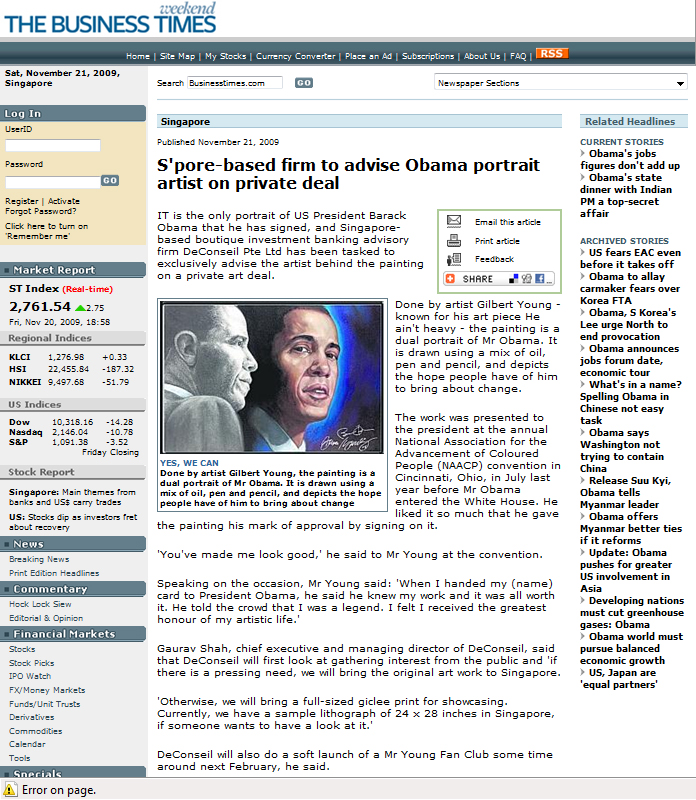 weekend
THE BUSINESS TIMES
Home | Site Map | My Stocks | Currency Converter | Place an Ad | Subscriptions | About Us | FAQ | RSS
Sat, November 21, 2009,
Singapore
Search Businesstimes.com GO Newspaper Sections
Log In
UserID
Password
GO
Register | Activate
Forgot Password?
Click here to turn on
'Remember me'
Market Report
ST Index (Real-time)
2,761.54 2.75
Fri, Nov 20, 2009, 18:58
Regional Indices
KLCI 1,276.98 +0.33
HSI 22,455.84 -187.32
NIKKEI 9,497.68 -51.79
US Indices
Dow 10,318.16 -14.28
Nasdaq 2,146.04 -10.78
S&P 1,091.38 -3.52
Friday Closing
Stock Report
Singapore: Main themes from
banks and US$ carry trades
US: Stocks dip as investors fret
about recovery
News
Breaking News
Print Edition Headlines
Commentary
Hock Lock Siew
Editorial & Opinion
Financial Markets
Stocks
Stock Picks
IPO Watch
FX/Money Markets
Funds/Unit Trusts
Derivatives
Commodities
Calendar
Tools
Specials
Singapore
Published November 21, 2009
S'pore-based firm to advise Obama portrait
artist on private deal
IT is the only portrait of US President Barack
Obama that he has signed, and Singapore-
based boutique investment banking advisory
firm DeConseil Pte Ltd has been tasked to
exclusively advise the artist behind the painting
on a private art deal.
Email this article
Print article
Feedback
SHARE
Done by artist Gilbert Young -
known for his art piece He
ain't heavy - the painting is a
dual portrait of Mr Obama. It
is drawn using a mix of oil,
pen and pencil, and depicts
the hope people have of him
to bring about change.
YES, WE CAN
Done by artist Gilbert Young, the painting is a
dual portrait of Mr Obama. It is drawn using a
mix of oil, pen and pencil, and depicts the hope
people have of him to bring about change
The work was presented to
the president at the annual
National Association for the
Advancement of Coloured
People (NAACP) convention in
Cincinnati, Ohio, in July last
year before Mr Obama
entered the White House. He
liked it so much that he gave
the painting his mark of approval by signing on it.
'You've made me look good,' he said to Mr Young at the convention.
Speaking on the occasion, Mr Young said: 'When I handed my (name)
card to President Obama, he said he knew my work and it was all worth
it. He told the crowd that I was a legend. I felt I received the greatest
honour of my artistic life.'
Gaurav Shah, chief executive and managing director of DeConseil, said
that DeConseil will first look at gathering interest from the public and 'if
there is a pressing need, we will bring the original art work to Singapore.
'Otherwise, we will bring a full-sized giclee print for showcasing.
Currently, we have a sample lithograph of 24 x 28 inches in Singapore,
if someone wants to have a look at it.'
DeConseil will also do a soft launch of a Mr Young Fan Club some time
around next February, he said.
Related Headlines
CURRENT STORIES
Obama's jobs
figures don't add up
Obama's state
dinner with Indian
PM a top-secret
affair
ARCHIVED STORIES
US fears EAC even
before it takes off
Obama to allay
carmaker fears over
Korea FTA
Obama, S Korea's
Lee urge North to
end provocation
Obama announces
jobs forum date,
economic tour
What's in a name?
Spelling Obama in
Chinese not easy
task
Obama says
Washington not
trying to contain
China
Release Suu Kyi,
Obama tells
Myanmar leader
Obama offers
Myanmar better ties
if it reforms
Update: Obama
pushes for greater
US involvement in
Asia
Developing nations
must cut greenhouse
gases: Obama
Obama world must
pursue balanced
economic growth
US, Japan are
'equal partners'
Error on page.